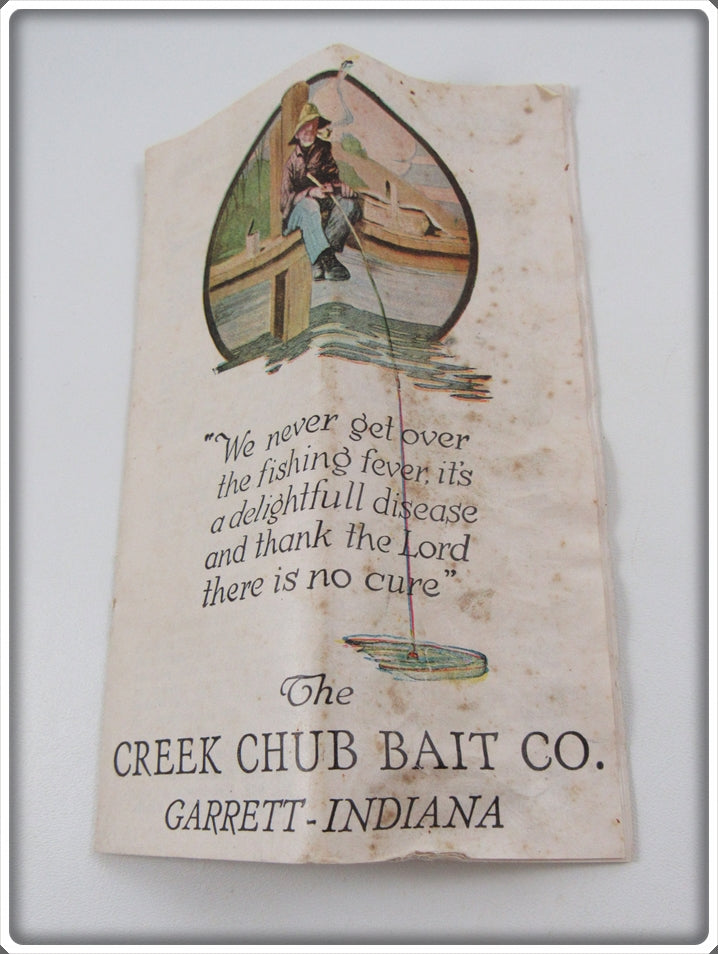 "We never get over
the fishing fever, it's
a delightfull disease
and thank the Lord
there is no cure"
The
CREEK CHUB BAIT CO.
GARRETT-INDIANA